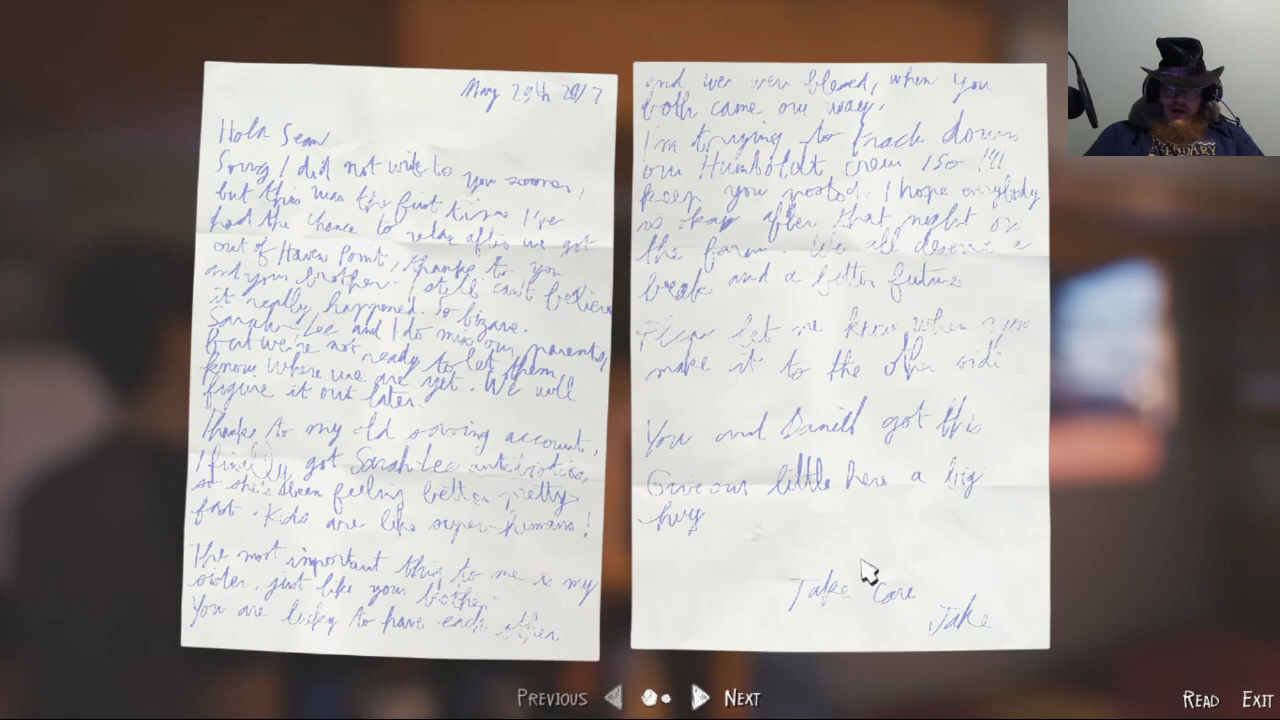 May 29th 2017
Hola Sean
Sorry I did not write to you sooner,
but this was the first time I've
had the chance to relax after we got
out of Haven Point, thanks to you
and your brother. I still can't believe
it really happened. So bizare.
Sarah-Lee and I do miss our parents,
but we're not ready to let them
know where we are yet. We will
figure it out later.
Thanks to my old saving account,
I finally got Sarah-Lee antibiotics,
so she's been feeling better pretty
fast. Kids are like super-humans!
The most important thing to me is my
sister, just like your brother.
You are lucky to have each other
and we were blessed, when you
both came our way.
I'm trying to track down
our Humboldt crew so I'll
keep you posted. I hope everybody
is okay after that night on
the farm. We all deserve a
break and a better future
Please let me know when you
make it to the other side
You and Daniel got this
Give our little hero a big
hug
Take Care
Jake
ENDARY
PREVIOUS NEXT
READ EXIT